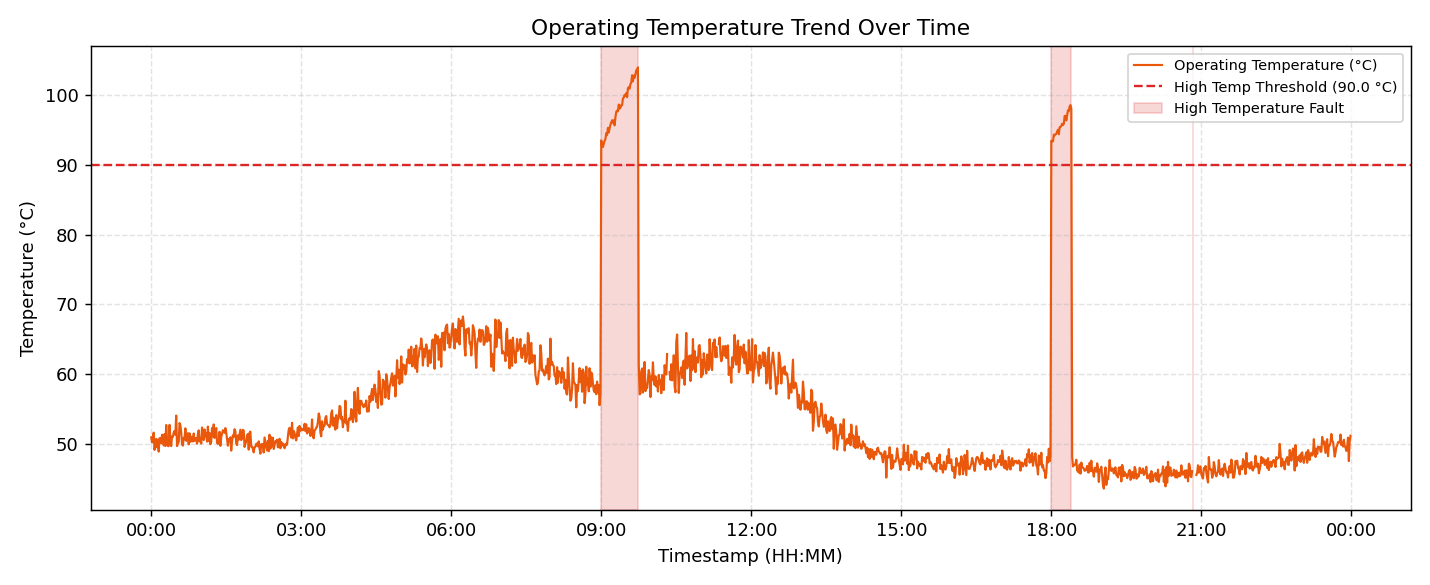 Operating Temperature Trend Over Time
Operating Temperature (°C)
High Temp Threshold (90.0 °C)
High Temperature Fault
Temperature (°C)
100
90
80
70
60
50
00:00 03:00 06:00 09:00 12:00 15:00 18:00 21:00 00:00
Timestamp (HH:MM)